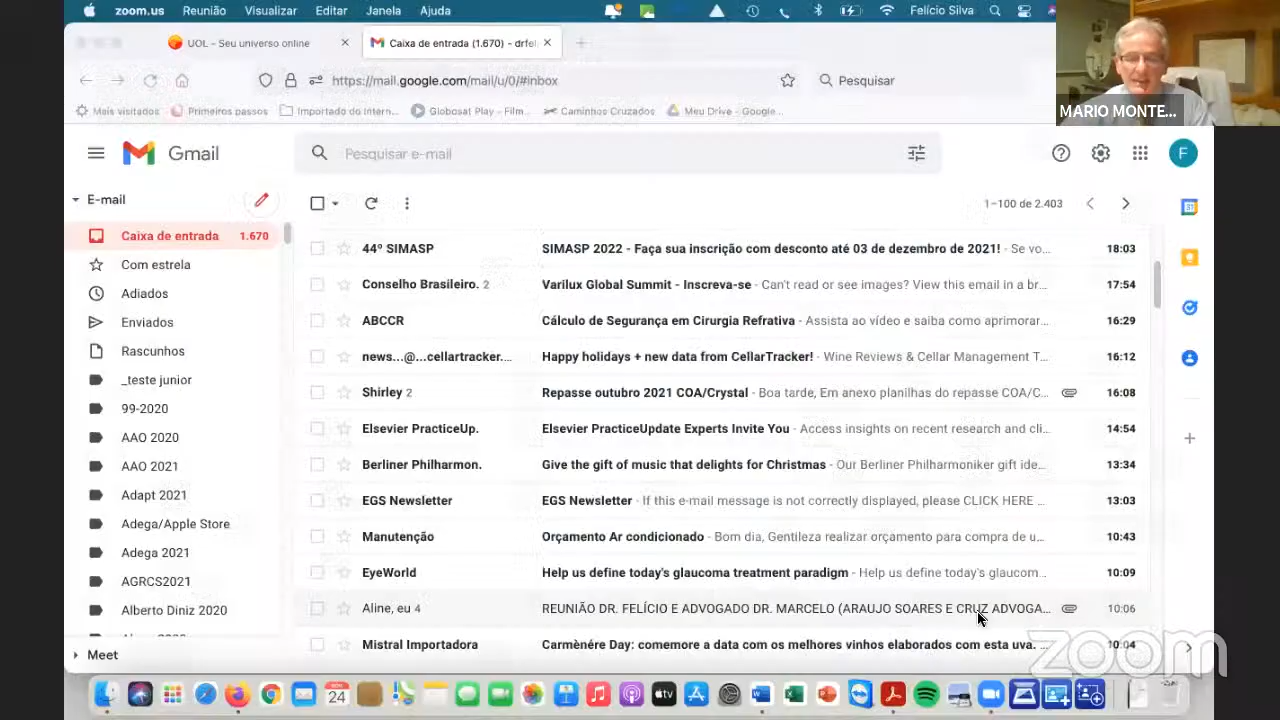 zoom.us Reunião Visualizar Editar Janela Ajuda
Felício Silva
UOL - Seu universo online
Caixa de entrada (1.670) - drfel
https://mail.google.com/mail/u/0/#inbox
Pesquisar
Mais visitados Primeiros passos Importado do Intern... Globosat Play - Film... Caminhos Cruzados Meu Drive - Google...
MARIO MONTE...
Gmail
Pesquisar e-mail
F
E-mail
1-100 de 2.403
Caixa de entrada 1.670
Com estrela
Adiados
Enviados
Rascunhos
_teste junior
99-2020
AAO 2020
AAO 2021
Adapt 2021
Adega/Apple Store
Adega 2021
AGRCS2021
Alberto Diniz 2020
Meet
44º SIMASP SIMASP 2022 - Faça sua inscrição com desconto até 03 de dezembro de 2021! - Se vo... 18:03
Conselho Brasileiro. 2 Varilux Global Summit - Inscreva-se - Can't read or see images? View this email in a br... 17:54
ABCCR Cálculo de Segurança em Cirurgia Refrativa - Assista ao vídeo e saiba como aprimorar... 16:29
news...@...cellartracker.... Happy holidays + new data from CellarTracker! - Wine Reviews & Cellar Management T... 16:12
Shirley 2 Repasse outubro 2021 COA/Crystal - Boa tarde, Em anexo planilhas do repasse COA/C... 16:08
Elsevier PracticeUp. Elsevier PracticeUpdate Experts Invite You - Access insights on recent research and cli... 14:54
Berliner Philharmon. Give the gift of music that delights for Christmas - Our Berliner Philharmoniker gift ide... 13:34
EGS Newsletter EGS Newsletter - If this e-mail message is not correctly displayed, please CLICK HERE ... 13:03
Manutenção Orçamento Ar condicionado - Bom dia, Gentileza realizar orçamento para compra de u... 10:43
EyeWorld Help us define today's glaucoma treatment paradigm - Help us define today's glaucom... 10:09
Aline, eu 4 REUNIÃO DR. FELÍCIO E ADVOGADO DR. MARCELO (ARAUJO SOARES E CRUZ ADVOGA... 10:06
Mistral Importadora Carmènére Day: comemore a data com os melhores vinhos elaborados com esta uva. 10:04
zoom
NOV
24
tv